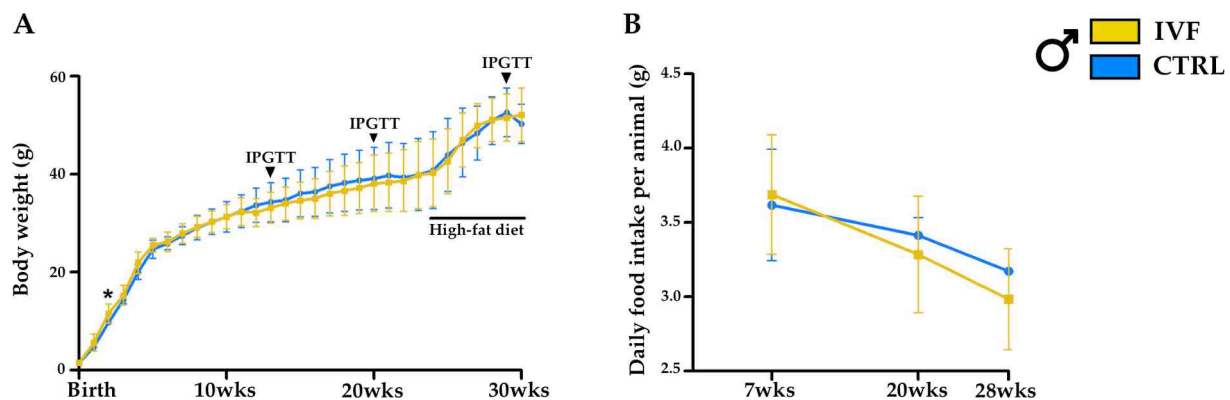 A
Body weight (g)
60
40
20
0
IPGTT
IPGTT
IPGTT
*
High-fat diet
Birth
10wks
20wks
30wks
B
Daily food intake per animal (g)
4.5
4.0
3.5
3.0
2.5
7wks
20wks
28wks
♂
IVF
CTRL